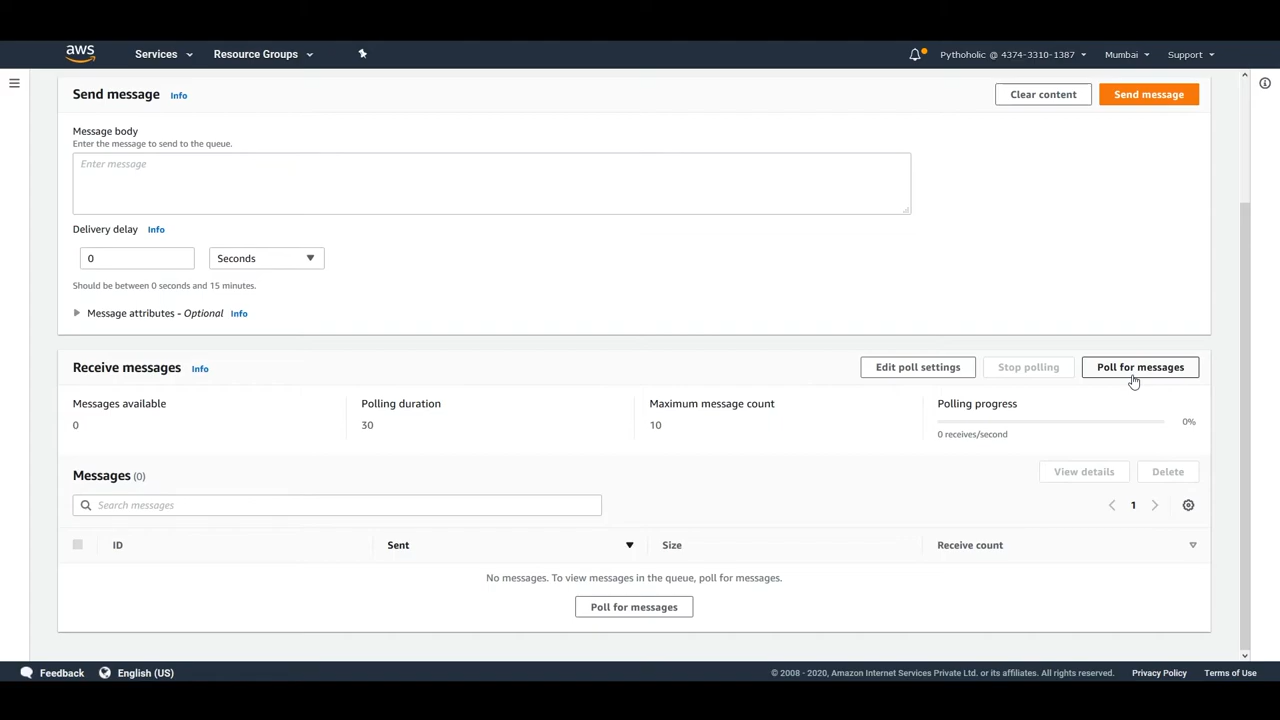 aws
Services
Resource Groups
Pythoholic @ 4374-3310-1387
Mumbai
Support
Send message
Info
Clear content
Send message
Message body
Enter the message to send to the queue.
Enter message
Delivery delay
Info
0
Seconds
Should be between 0 seconds and 15 minutes.
Message attributes - Optional Info
Receive messages
Info
Edit poll settings
Stop polling
Poll for messages
Messages available
Polling duration
Maximum message count
Polling progress
0
30
10
0%
0 receives/second
Messages (0)
View details
Delete
Search messages
1
ID
Sent
Size
Receive count
No messages. To view messages in the queue, poll for messages.
Poll for messages
Feedback
English (US)
© 2008 - 2020, Amazon Internet Services Private Ltd. or its affiliates. All rights reserved.
Privacy Policy
Terms of Use